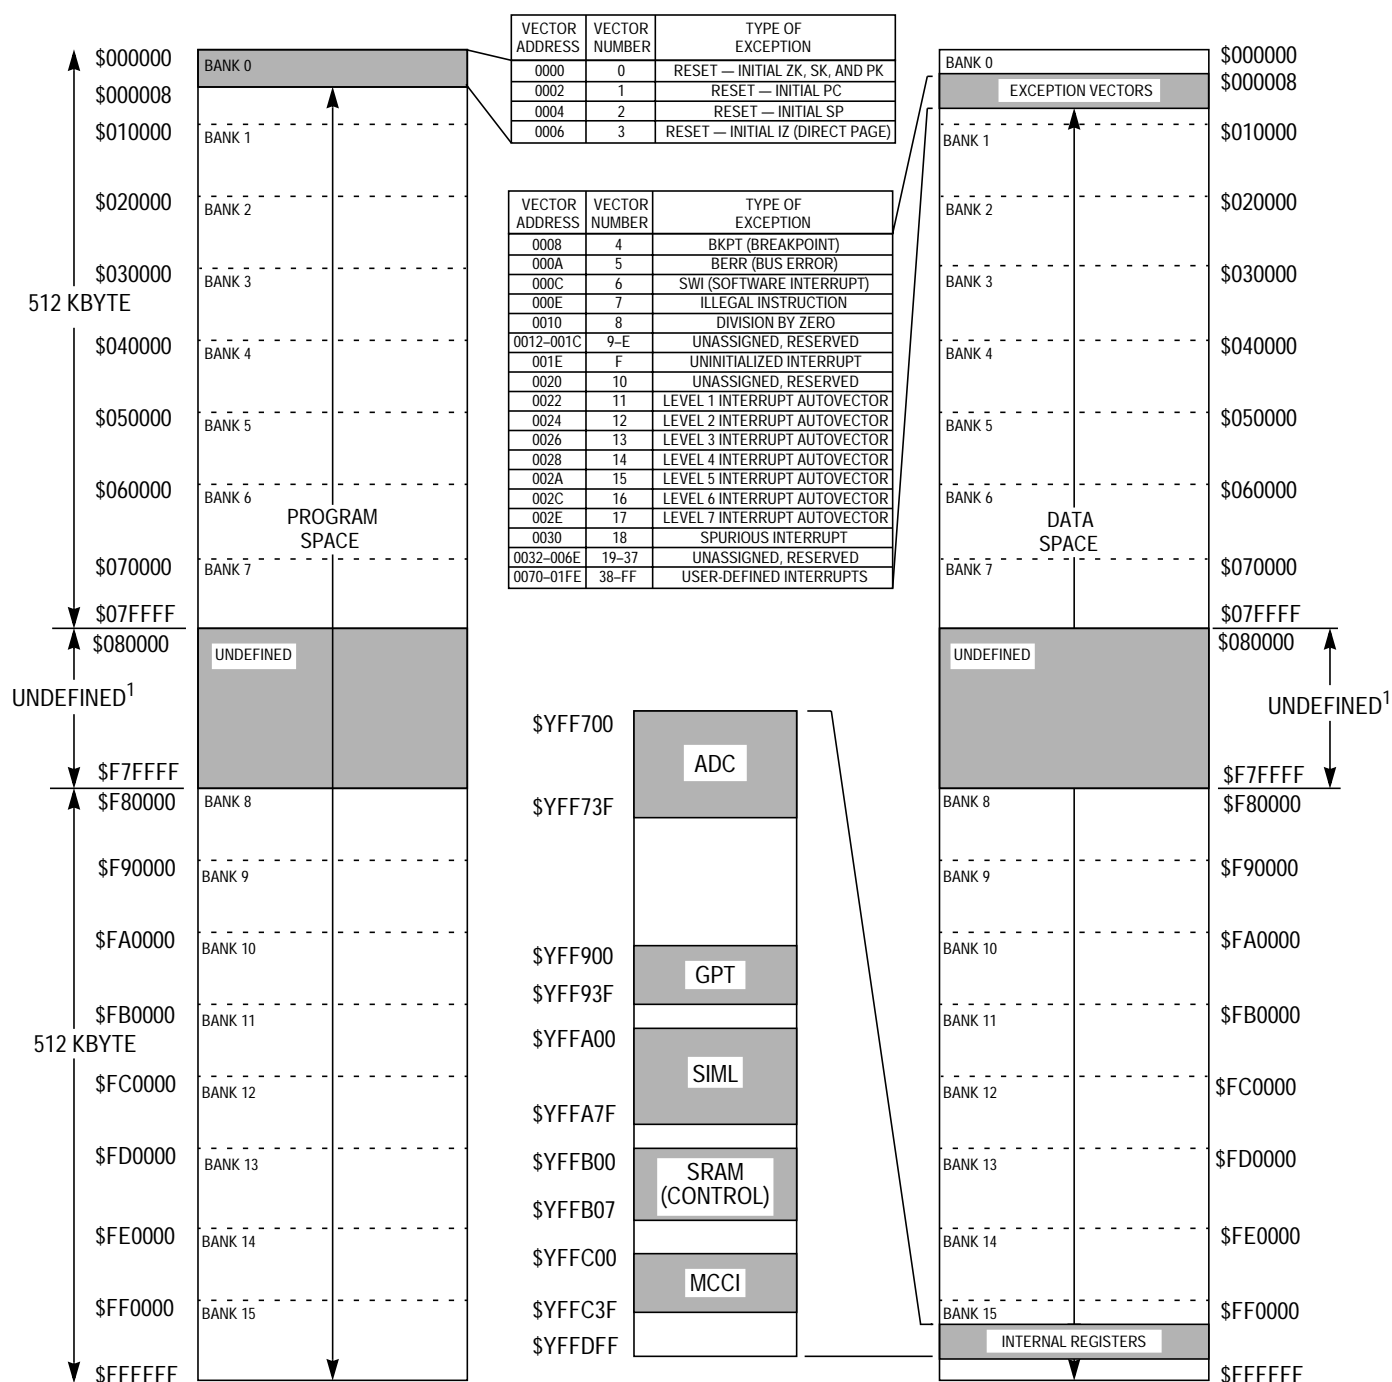 $000000
$000008
$010000
$020000
$030000
512 KBYTE
$040000
$050000
$060000
$070000
$07FFFF
$080000
UNDEFINED1
$F7FFFF
$F80000
$F90000
$FA0000
$FB0000
512 KBYTE
$FC0000
$FD0000
$FE0000
$FF0000
$FFFFFF
BANK 0
BANK 1
BANK 2
BANK 3
BANK 4
BANK 5
BANK 6
PROGRAM
SPACE
BANK 7
UNDEFINED
BANK 8
BANK 9
BANK 10
BANK 11
BANK 12
BANK 13
BANK 14
BANK 15
VECTOR ADDRESS VECTOR NUMBER TYPE OF EXCEPTION
0000 0 RESET — INITIAL ZK, SK, AND PK
0002 1 RESET — INITIAL PC
0004 2 RESET — INITIAL SP
0006 3 RESET — INITIAL IZ (DIRECT PAGE)
VECTOR ADDRESS VECTOR NUMBER TYPE OF EXCEPTION
0008 4 BKPT (BREAKPOINT)
000A 5 BERR (BUS ERROR)
000C 6 SWI (SOFTWARE INTERRUPT)
000E 7 ILLEGAL INSTRUCTION
0010 8 DIVISION BY ZERO
0012–001C 9–E UNASSIGNED, RESERVED
001E F UNINITIALIZED INTERRUPT
0020 10 UNASSIGNED, RESERVED
0022 11 LEVEL 1 INTERRUPT AUTOVECTOR
0024 12 LEVEL 2 INTERRUPT AUTOVECTOR
0026 13 LEVEL 3 INTERRUPT AUTOVECTOR
0028 14 LEVEL 4 INTERRUPT AUTOVECTOR
002A 15 LEVEL 5 INTERRUPT AUTOVECTOR
002C 16 LEVEL 6 INTERRUPT AUTOVECTOR
002E 17 LEVEL 7 INTERRUPT AUTOVECTOR
0030 18 SPURIOUS INTERRUPT
0032–006E 19–37 UNASSIGNED, RESERVED
0070–01FE 38–FF USER-DEFINED INTERRUPTS
$YFF700
ADC
$YFF73F
$YFF900
GPT
$YFF93F
$YFFA00
SIML
$YFFA7F
$YFFB00
SRAM
(CONTROL)
$YFFB07
$YFFC00
MCCI
$YFFC3F
$YFFDFF
BANK 0
EXCEPTION VECTORS
BANK 1
BANK 2
BANK 3
BANK 4
BANK 5
BANK 6
DATA
SPACE
BANK 7
UNDEFINED
BANK 8
BANK 9
BANK 10
BANK 11
BANK 12
BANK 13
BANK 14
BANK 15
INTERNAL REGISTERS
$000000
$000008
$010000
$020000
$030000
$040000
$050000
$060000
$070000
$07FFFF
$080000
UNDEFINED1
$F7FFFF
$F80000
$F90000
$FA0000
$FB0000
$FC0000
$FD0000
$FE0000
$FF0000
$FFFFFF